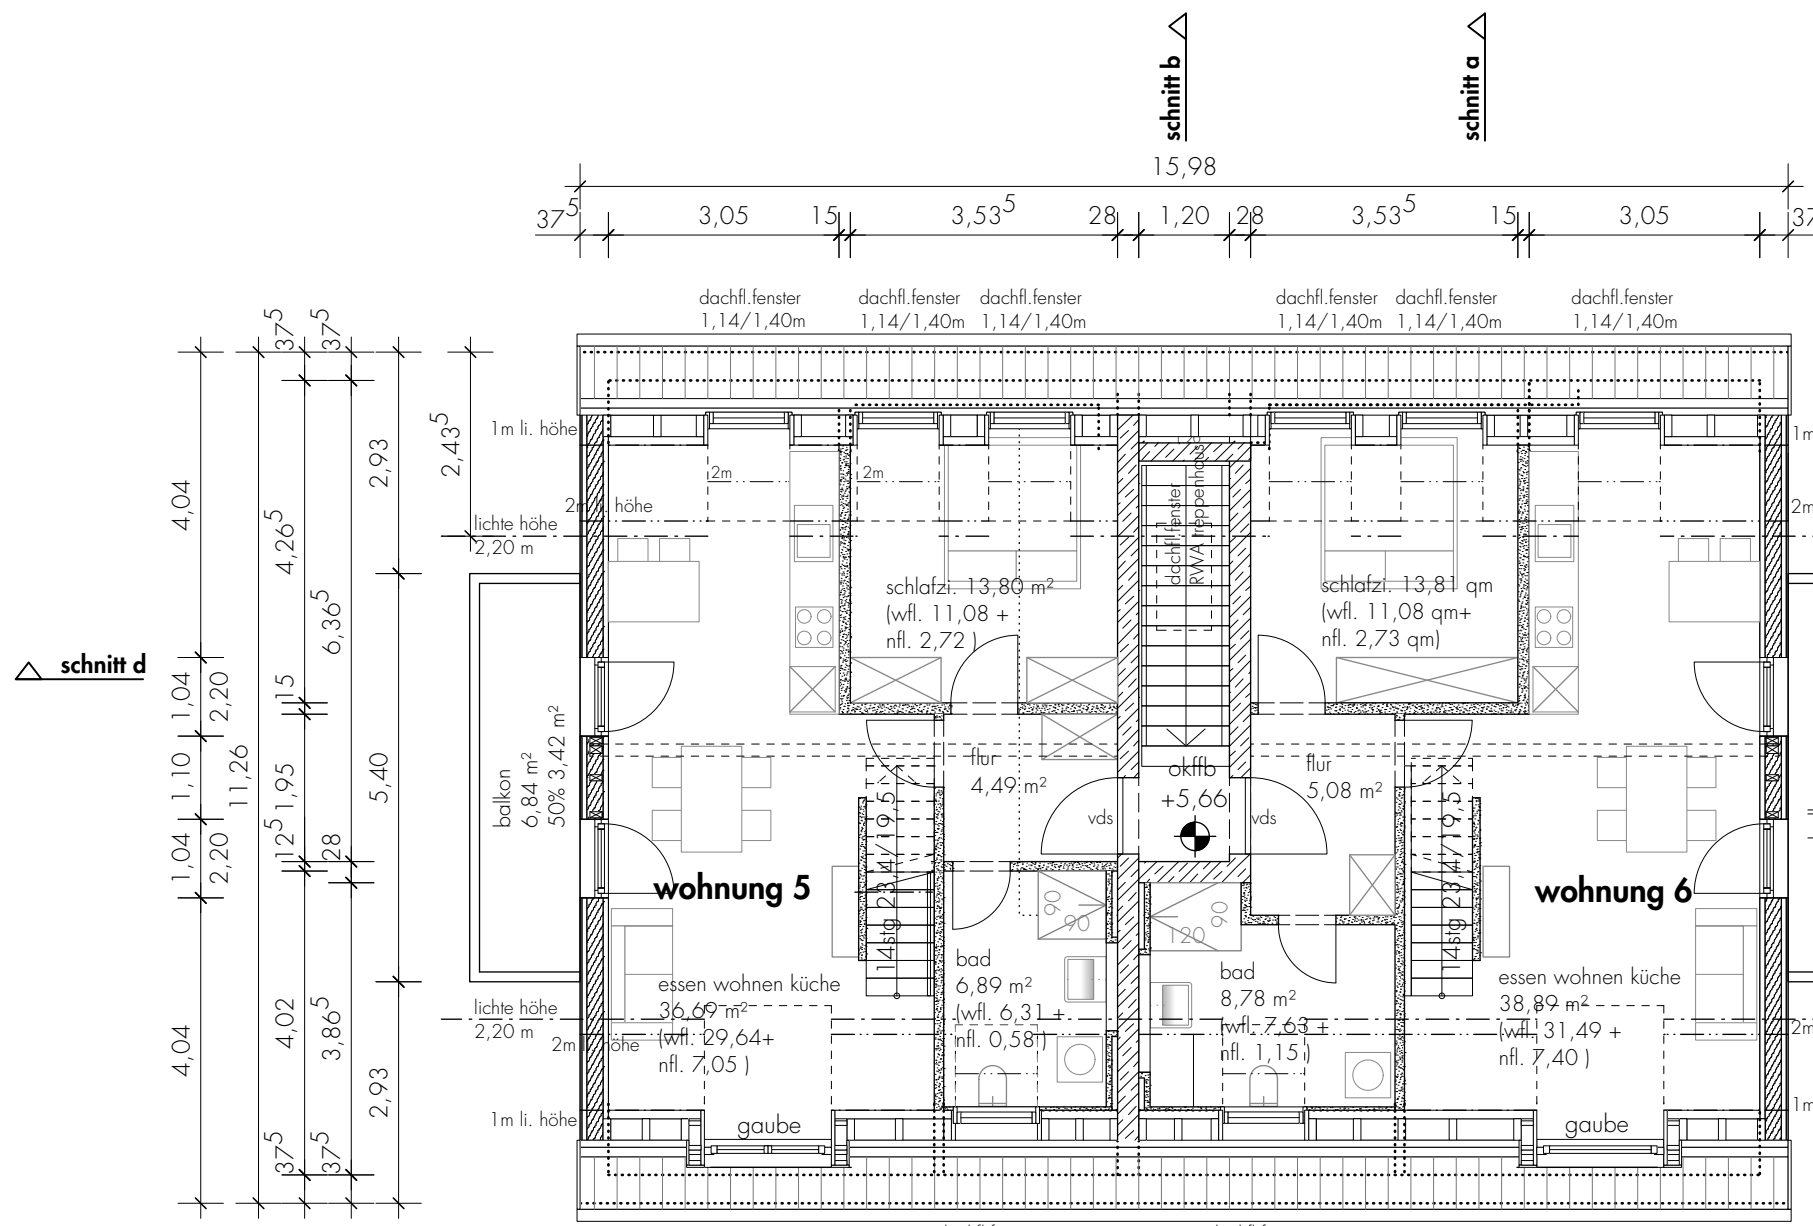 schnitt b
schnitt a
15,98
37⁵
3,05
15
3,53⁵
28
1,20
28
3,53⁵
15
3,05
37
dachfl.fenster
1,14/1,40m
dachfl.fenster
1,14/1,40m
dachfl.fenster
1,14/1,40m
dachfl.fenster
1,14/1,40m
dachfl.fenster
1,14/1,40m
dachfl.fenster
1,14/1,40m
schnitt d
4,04
1,04
2,20
1,10
1,04
2,20
4,04
11,26
37⁵
4,26⁵
15
1,95
12⁵
4,02
37⁵
37⁵
6,36⁵
28
3,86⁵
37⁵
2,93
5,40
2,93
2,43⁵
1m li. höhe
2m li. höhe
lichte höhe
2,20 m
2m
2m
balkon
6,84 m²
50% 3,42 m²
schlafzi. 13,80 m²
(wfl. 11,08 +
nfl. 2,72 )
dachfl.fenster
RWA treppenhaus
schlafzi. 13,81 qm
(wfl. 11,08 qm+
nfl. 2,73 qm)
1m
2m
flur
4,49 m²
okffb
+5,66
vds
vds
flur
5,08 m²
14stg 23,4/19,5
14stg 23,4/19,5
wohnung 5
wohnung 6
90
90
120
90
essen wohnen küche
36,69 m²
(wfl. 29,64+
nfl. 7,05 )
bad
6,89 m²
(wfl. 6,31 +
nfl. 0,58 )
bad
8,78 m²
(wfl. 7,63 +
nfl. 1,15 )
essen wohnen küche
38,89 m²
(wfl. 31,49 +
nfl. 7,40 )
lichte höhe
2,20 m
2m li. höhe
1m li. höhe
2m
1m
gaube
gaube